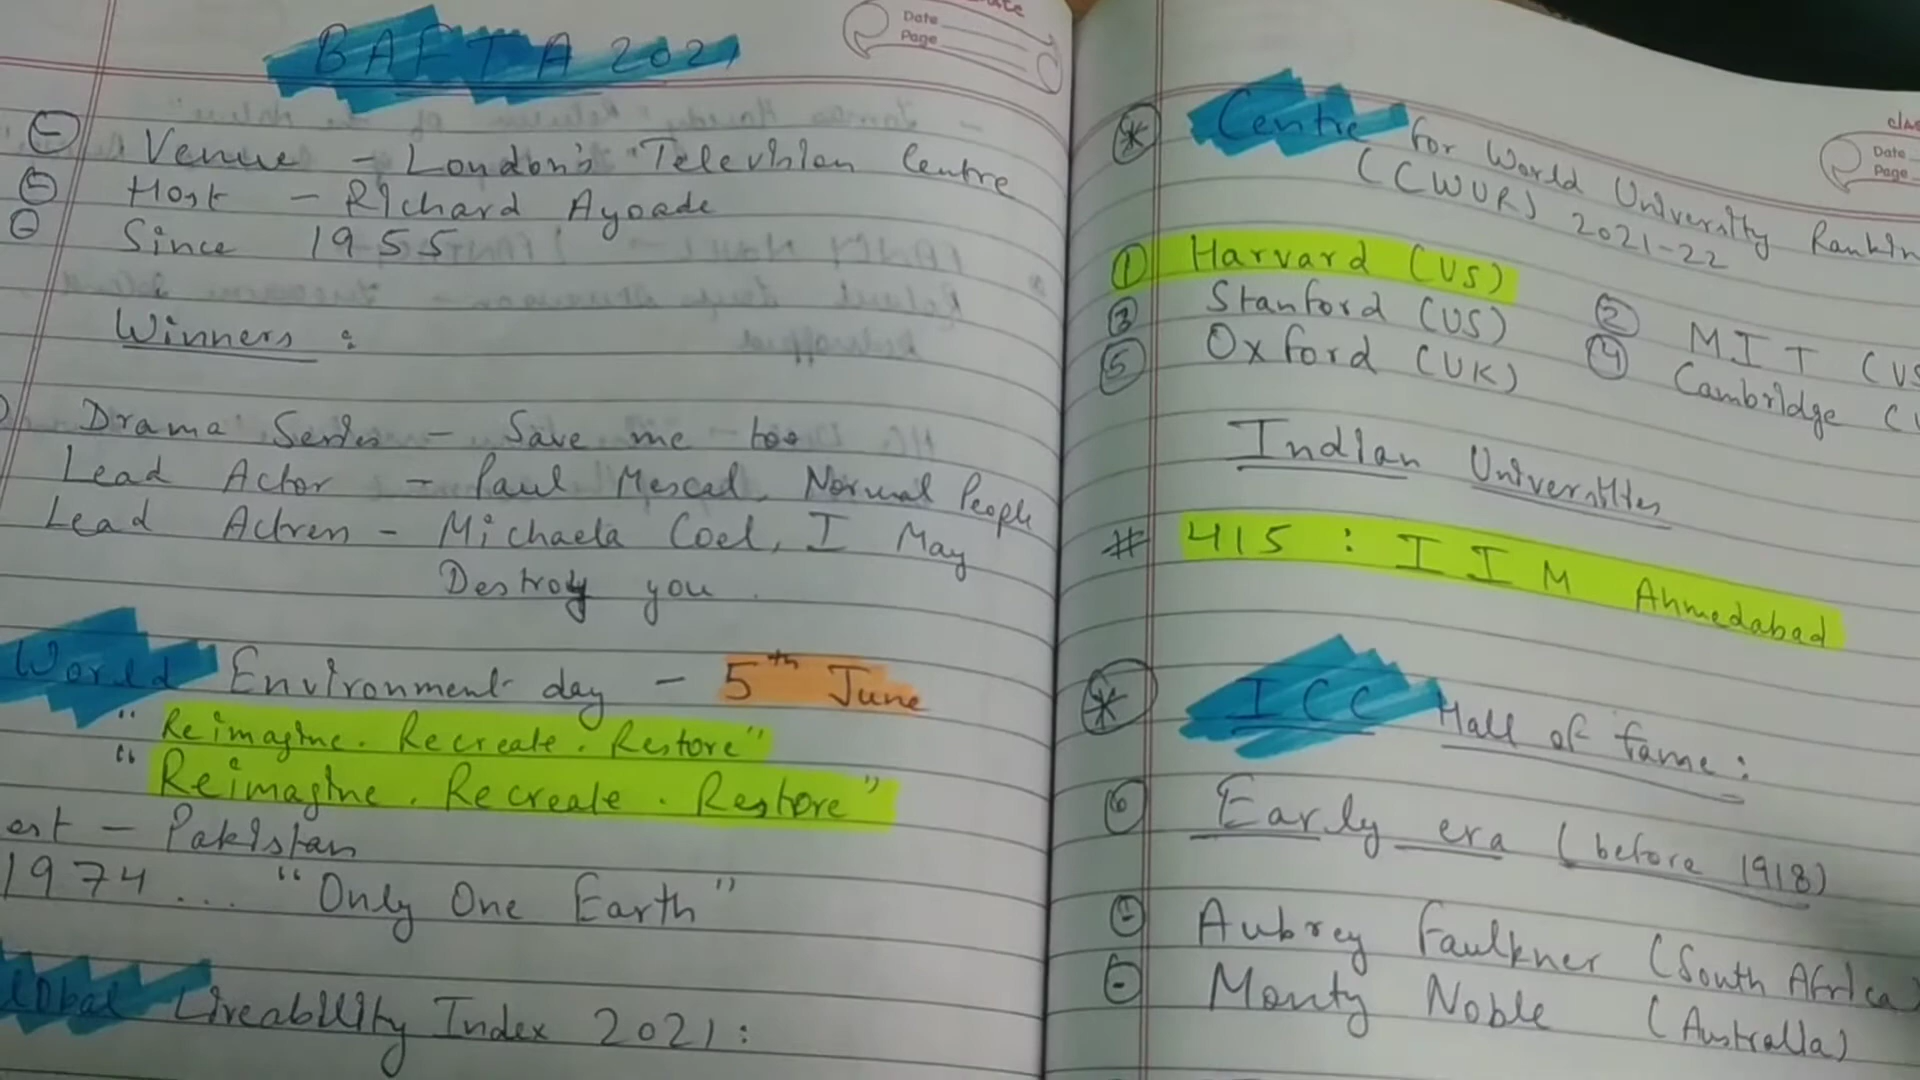 BAFTA 2021
Date
Page
Venue - London's Television Centre
Host - Richard Ayoade
Since 1955
Winners :
Drama Series - Save me too
Lead Actor - Paul Mescal, Normal People
Lead Actress - Michaela Coel, I May
Destroy you.
World Environment day - 5th June
"Reimagine. Recreate. Restore"
"Reimagine. Recreate. Restore"
Pakistan
1974... "Only One Earth"
Liveability Index 2021:
Date
Page
* Centre for World University
(CWUR) 2021-22
① Harvard (US)
② MIT
③ Stanford (US)
④ Cambridge
⑤ Oxford (UK)
Indian Universities
# 415 : IIM Ahmedabad
* ICC Hall of fame :
Early era (before 1918)
Aubrey Faulkner (South Africa)
Monty Noble (Australia)